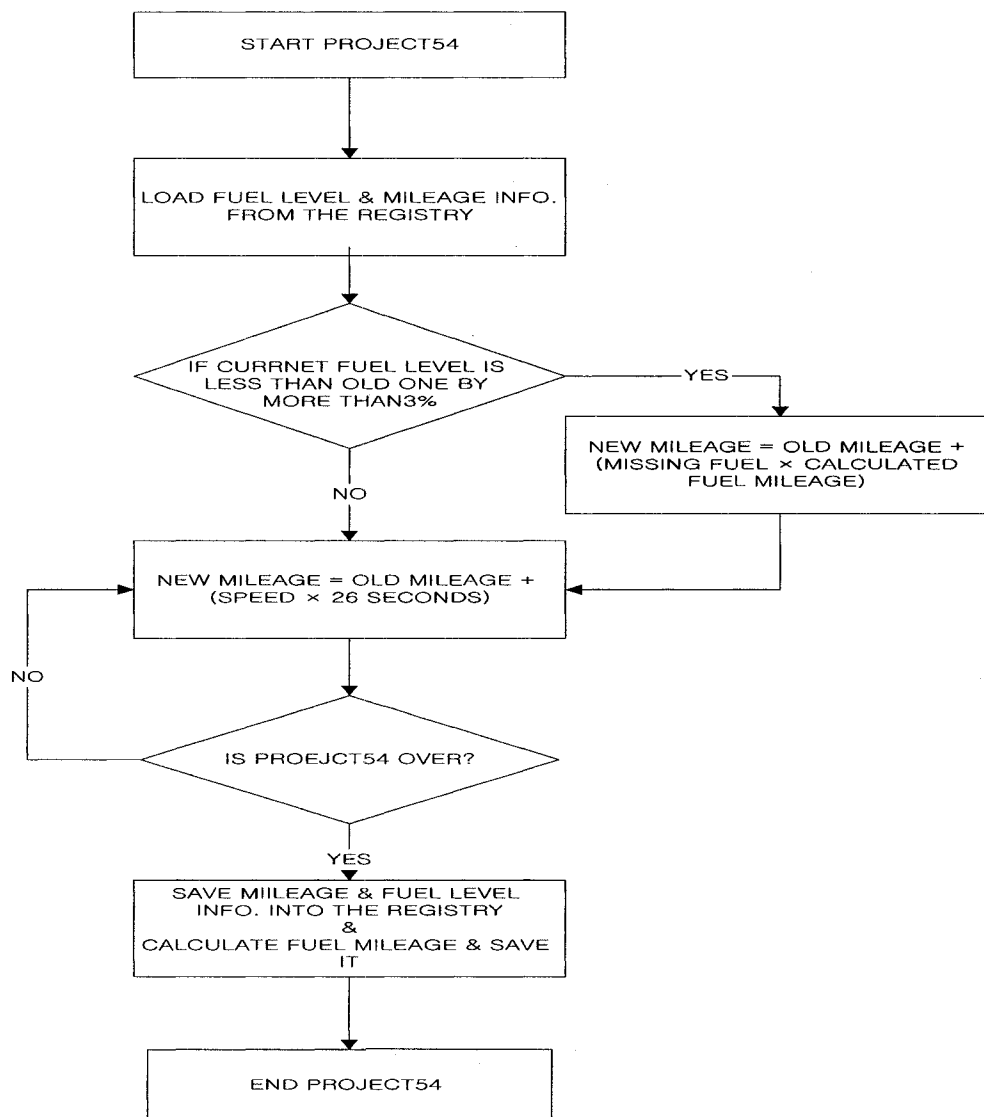 START PROJECT54
LOAD FUEL LEVEL & MILEAGE INFO.
FROM THE REGISTRY
IF CURRNET FUEL LEVEL IS
LESS THAN OLD ONE BY
MORE THAN3%
YES
NEW MILEAGE = OLD MILEAGE +
(MISSING FUEL × CALCULATED
FUEL MILEAGE)
NO
NEW MILEAGE = OLD MILEAGE +
(SPEED × 26 SECONDS)
NO
IS PROEJCT54 OVER?
YES
SAVE MIILEAGE & FUEL LEVEL
INFO. INTO THE REGISTRY
&
CALCULATE FUEL MILEAGE & SAVE
IT
END PROJECT54